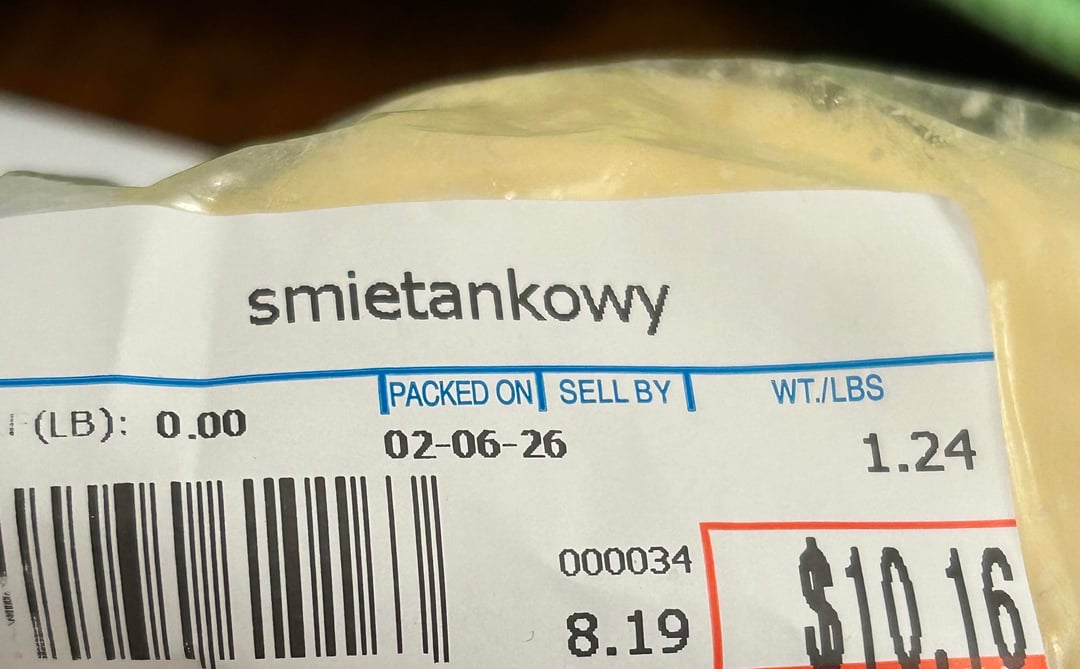 smietankowy
PACKED ON SELL BY WT./LBS
(LB): 0.00 02-06-26 1.24
000034
8.19 $10.16